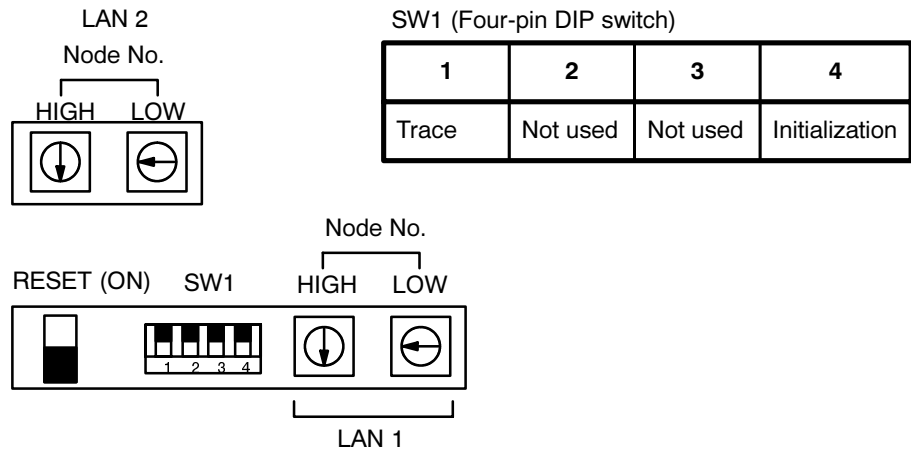 LAN 2
Node No.
HIGH LOW
SW1 (Four-pin DIP switch)
1 2 3 4
Trace Not used Not used Initialization
Node No.
RESET (ON) SW1 HIGH LOW
1 2 3 4
LAN 1